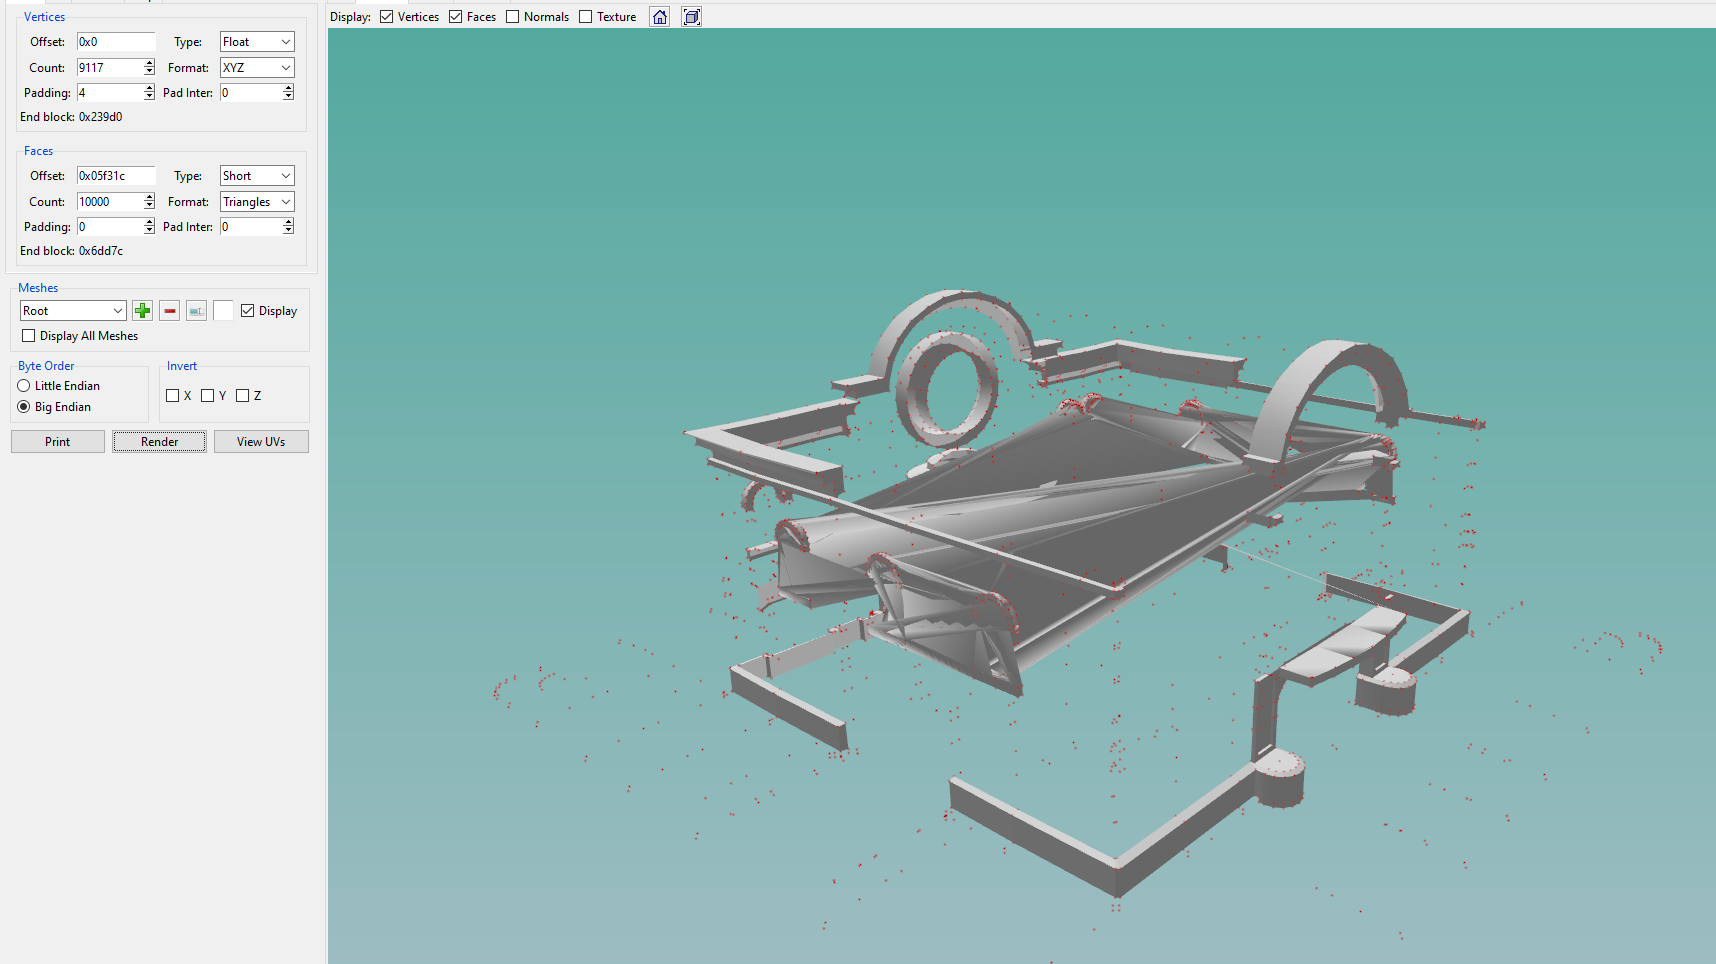 Display: Vertices Faces Normals Texture
Vertices
Offset: 0x0 Type: Float
Count: 9117 Format: XYZ
Padding: 4 Pad Inter: 0
End block: 0x239d0
Faces
Offset: 0x05f31c Type: Short
Count: 10000 Format: Triangles
Padding: 0 Pad Inter: 0
End block: 0x6dd7c
Meshes
Root Display
Display All Meshes
Byte Order Invert
Little Endian
X Y Z
Big Endian
Print Render View UVs